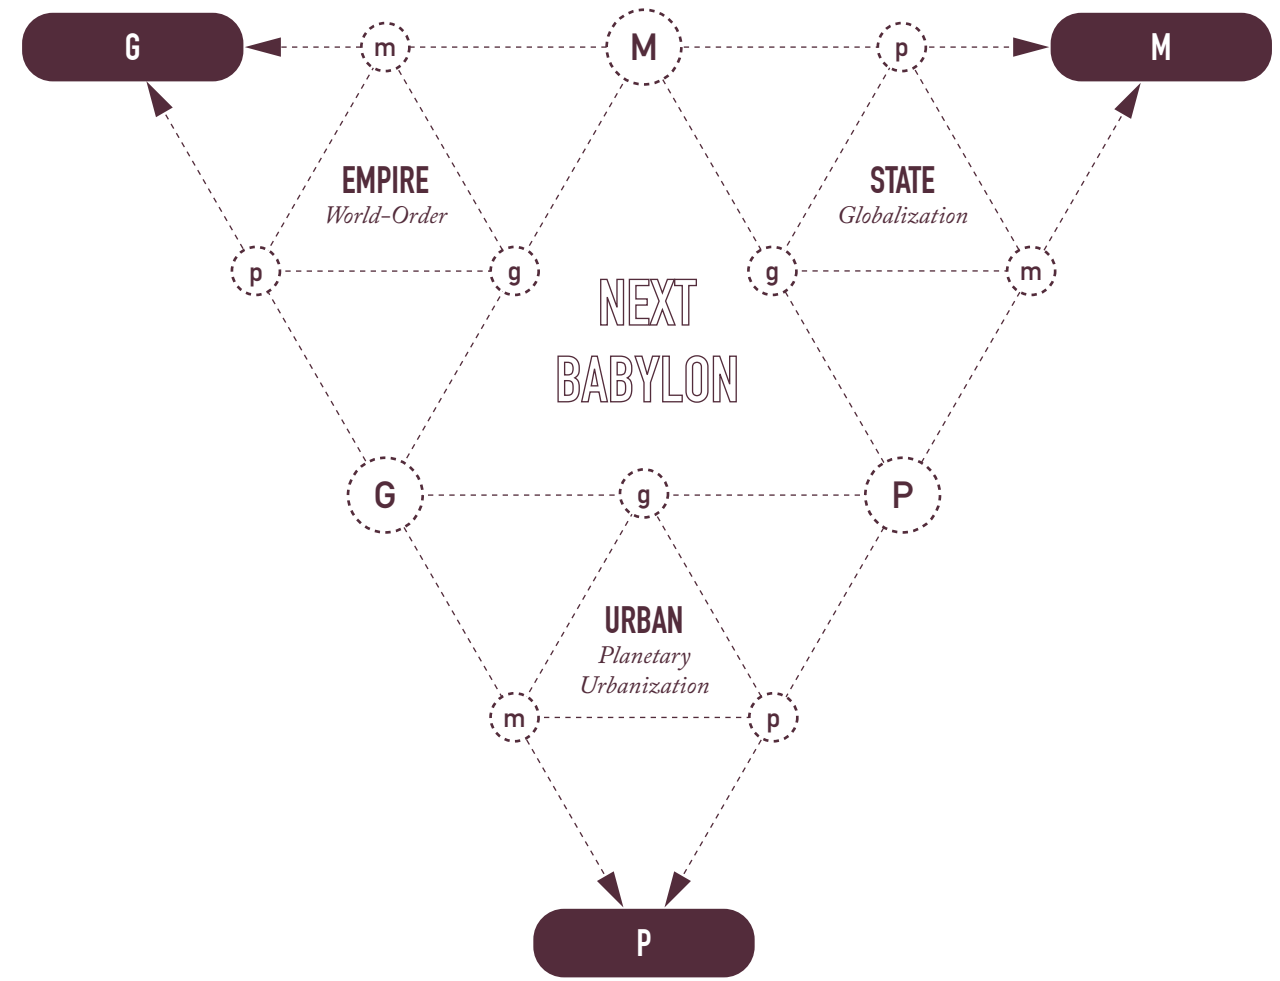 G
m
M
p
M
EMPIRE
World-Order
STATE
Globalization
p
g
g
m
NEXT
BABYLON
G
g
P
URBAN
Planetary
Urbanization
m
p
P